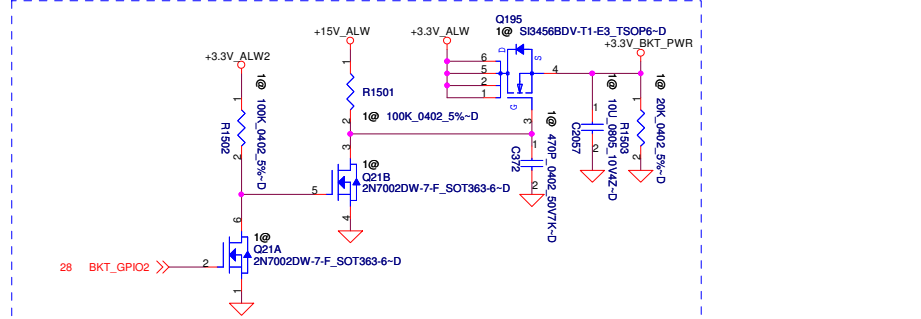 Q195
1@ SI3456BDV-T1-E3_TSOP6~D
+15V_ALW
+3.3V_ALW
+3.3V_BKT_PWR
+3.3V_ALW2
D
S
G
6
5
2
1
4
3
1
R1501
1@ 100K_0402_5%~D
2
1
R1502
1@ 100K_0402_5%~D
2
3
1@
Q21B
2N7002DW-7-F_SOT363-6~D
5
4
1
C372
1@ 470P_0402_50V7K~D
2
1
C2057
1@ 10U_0805_10V4Z~D
2
1
R1503
1@ 20K_0402_5%~D
2
6
1@
Q21A
2N7002DW-7-F_SOT363-6~D
28 BKT_GPIO2
2
1